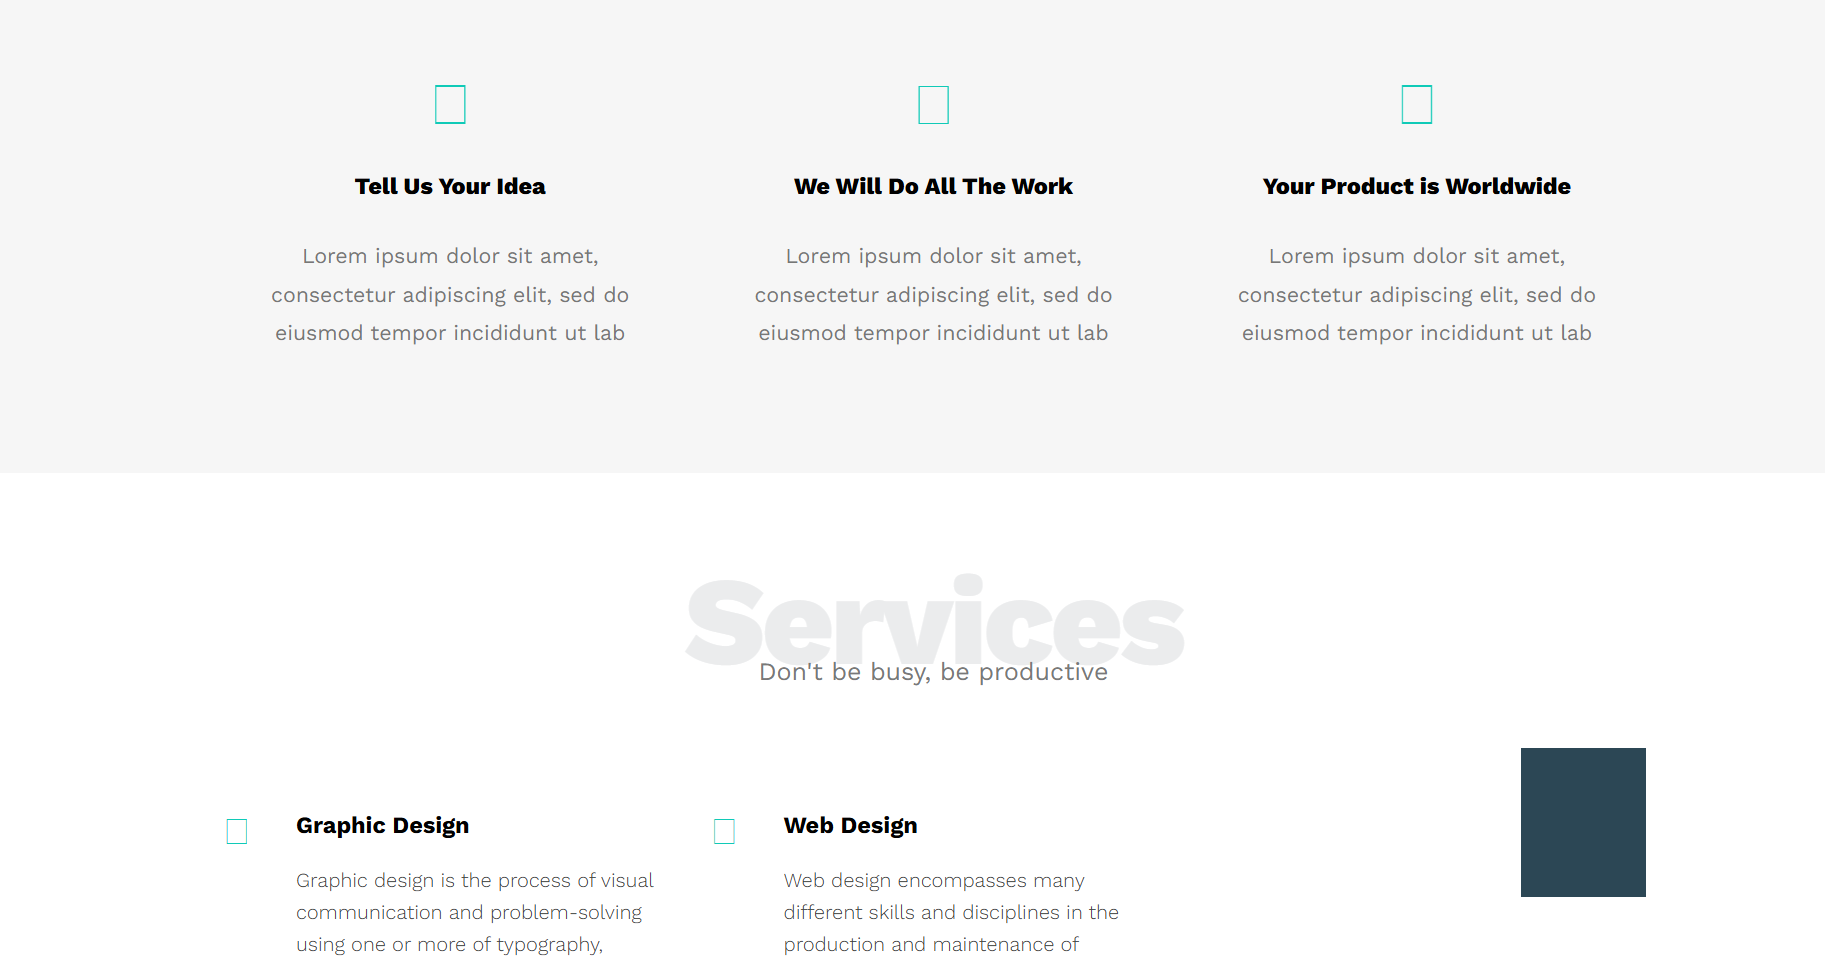 Tell Us Your Idea
We Will Do All The Work
Your Product is Worldwide
Lorem ipsum dolor sit amet,
consectetur adipiscing elit, sed do
eiusmod tempor incididunt ut lab
Lorem ipsum dolor sit amet,
consectetur adipiscing elit, sed do
eiusmod tempor incididunt ut lab
Lorem ipsum dolor sit amet,
consectetur adipiscing elit, sed do
eiusmod tempor incididunt ut lab
Services
Don't be busy, be productive
Graphic Design
Graphic design is the process of visual
communication and problem-solving
using one or more of typography,
Web Design
Web design encompasses many
different skills and disciplines in the
production and maintenance of